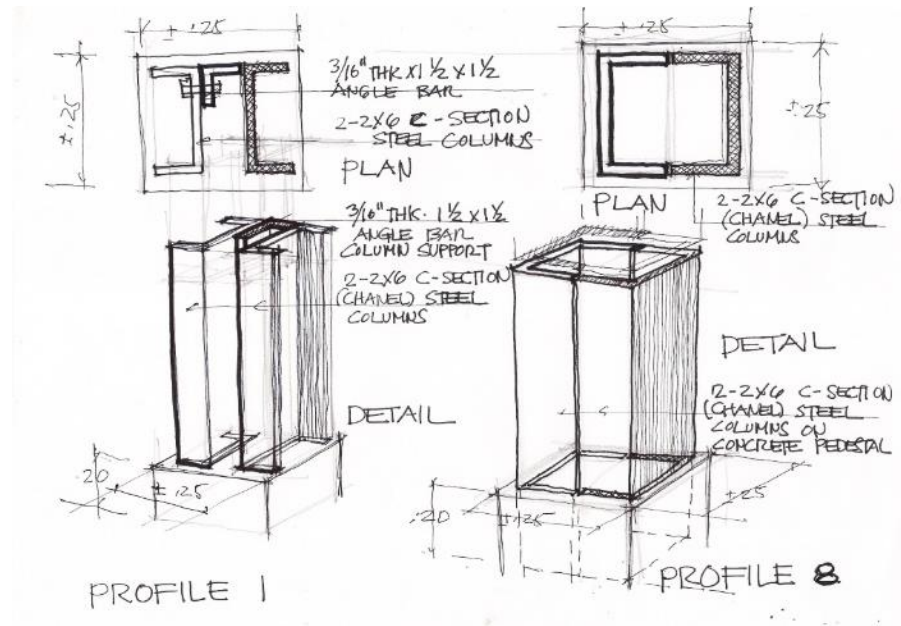 ± .25
± .25
3/16" THK X1 1/2 X 1 1/2
ANGLE BAR
2-2X6 C-SECTION
STEEL COLUMNS
PLAN
3/16" THK. 1 1/2 X 1 1/2
ANGLE BAR
COLUMN SUPPORT
2-2X6 C-SECTION
(CHANEL) STEEL
COLUMNS
DETAIL
.20
± .25
PROFILE 1
± .25
± .25
PLAN
2-2X6 C-SECTION
(CHANEL) STEEL
COLUMNS
DETAIL
2-2X6 C-SECTION
(CHANEL) STEEL
COLUMNS ON
CONCRETE PEDESTAL
.20
± .25
± .25
PROFILE 8